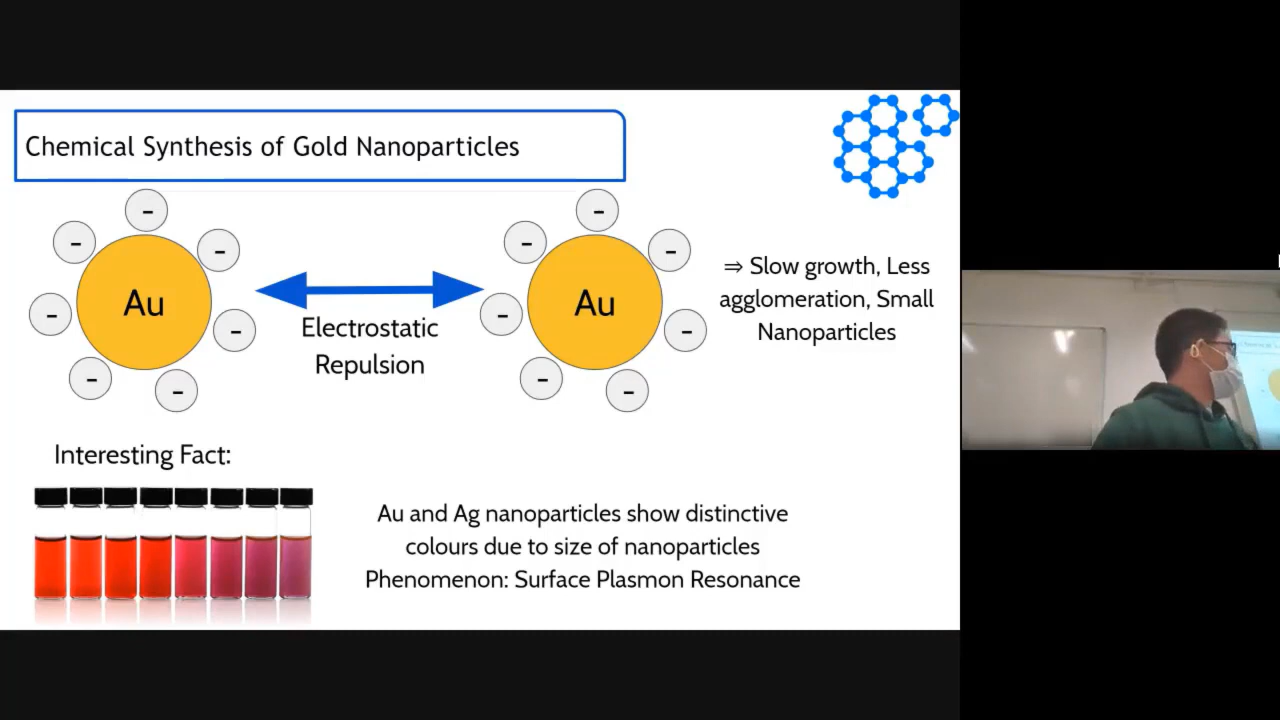 Chemical Synthesis of Gold Nanoparticles
-
-
-
-
-
-
-
Au
Electrostatic
Repulsion
-
-
-
-
-
-
-
Au
⇒ Slow growth, Less
agglomeration, Small
Nanoparticles
Interesting Fact:
Au and Ag nanoparticles show distinctive
colours due to size of nanoparticles
Phenomenon: Surface Plasmon Resonance